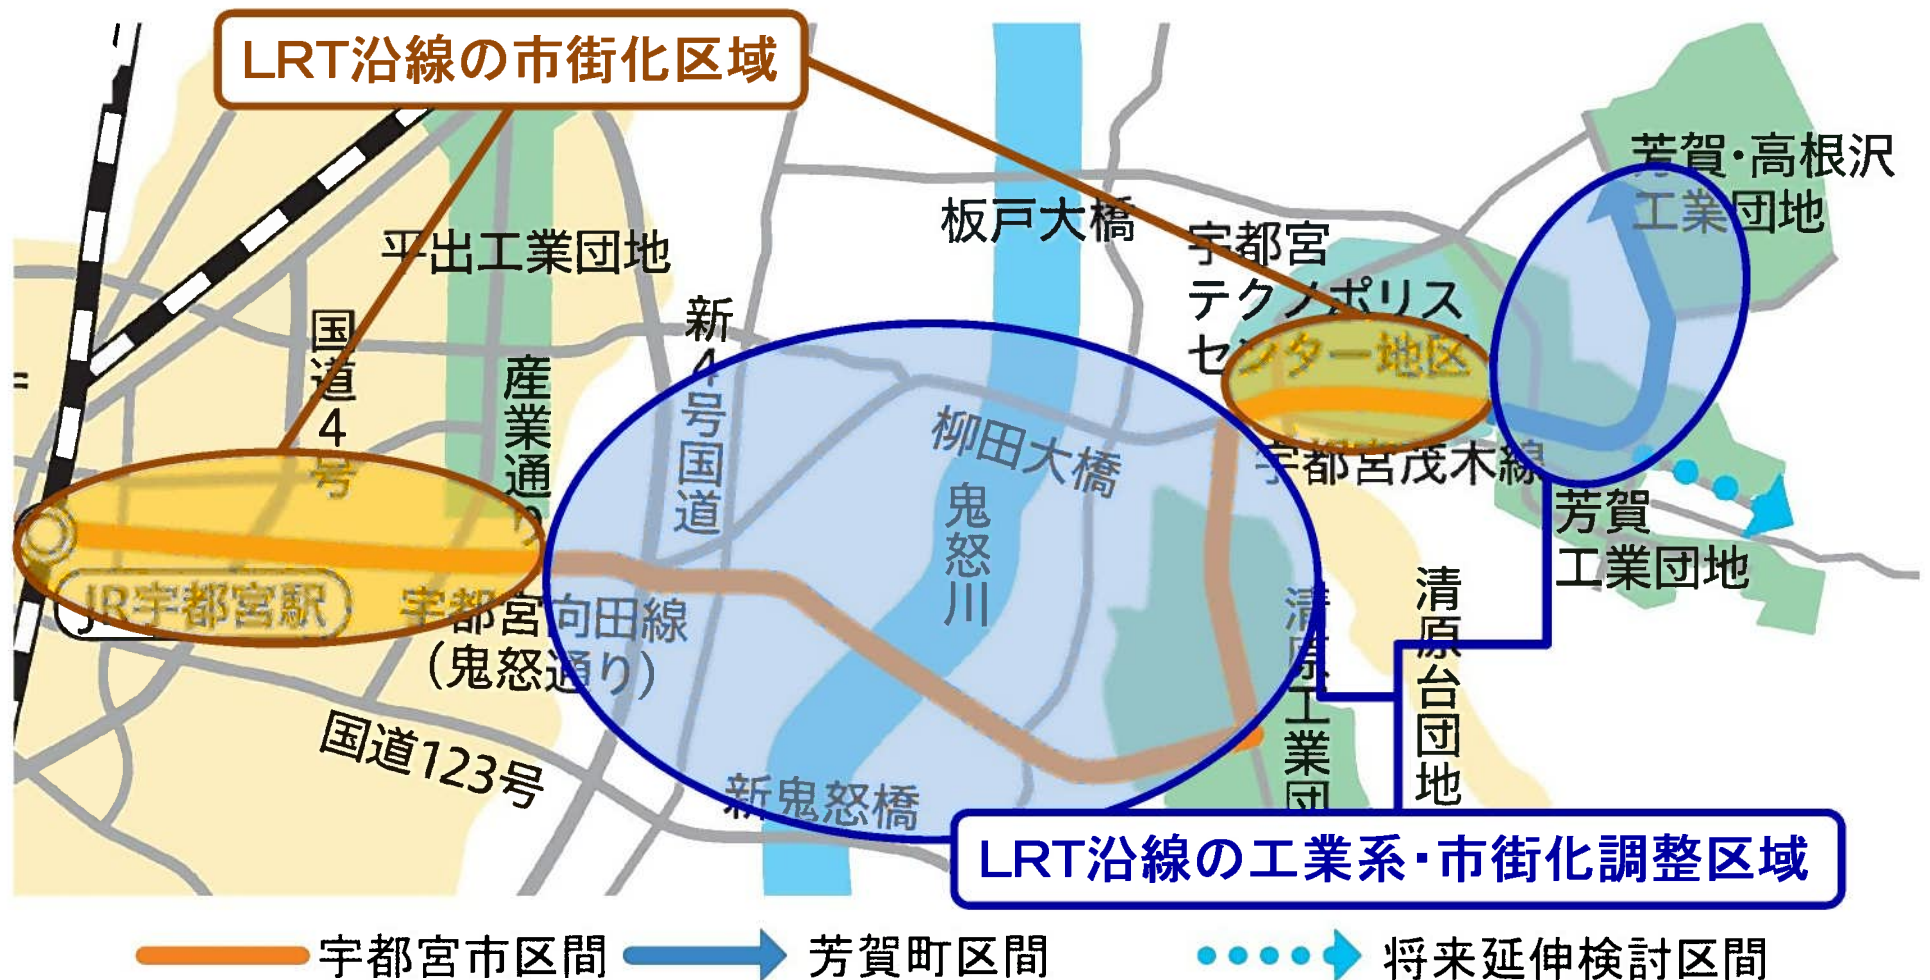 LRT沿線の市街化区域
芳賀・高根沢
工業団地
板戸大橋
宇都宮
テクノポリス
センター地区
平出工業団地
新4号国道
国道4号
産業通り
柳田大橋
宇都宮茂木線
鬼怒川
芳賀
工業団地
JR宇都宮駅
宇都宮向田線
(鬼怒通り)
清原工業団
清原台団地
国道123号
新鬼怒橋
LRT沿線の工業系・市街化調整区域
宇都宮市区間
芳賀町区間
将来延伸検討区間